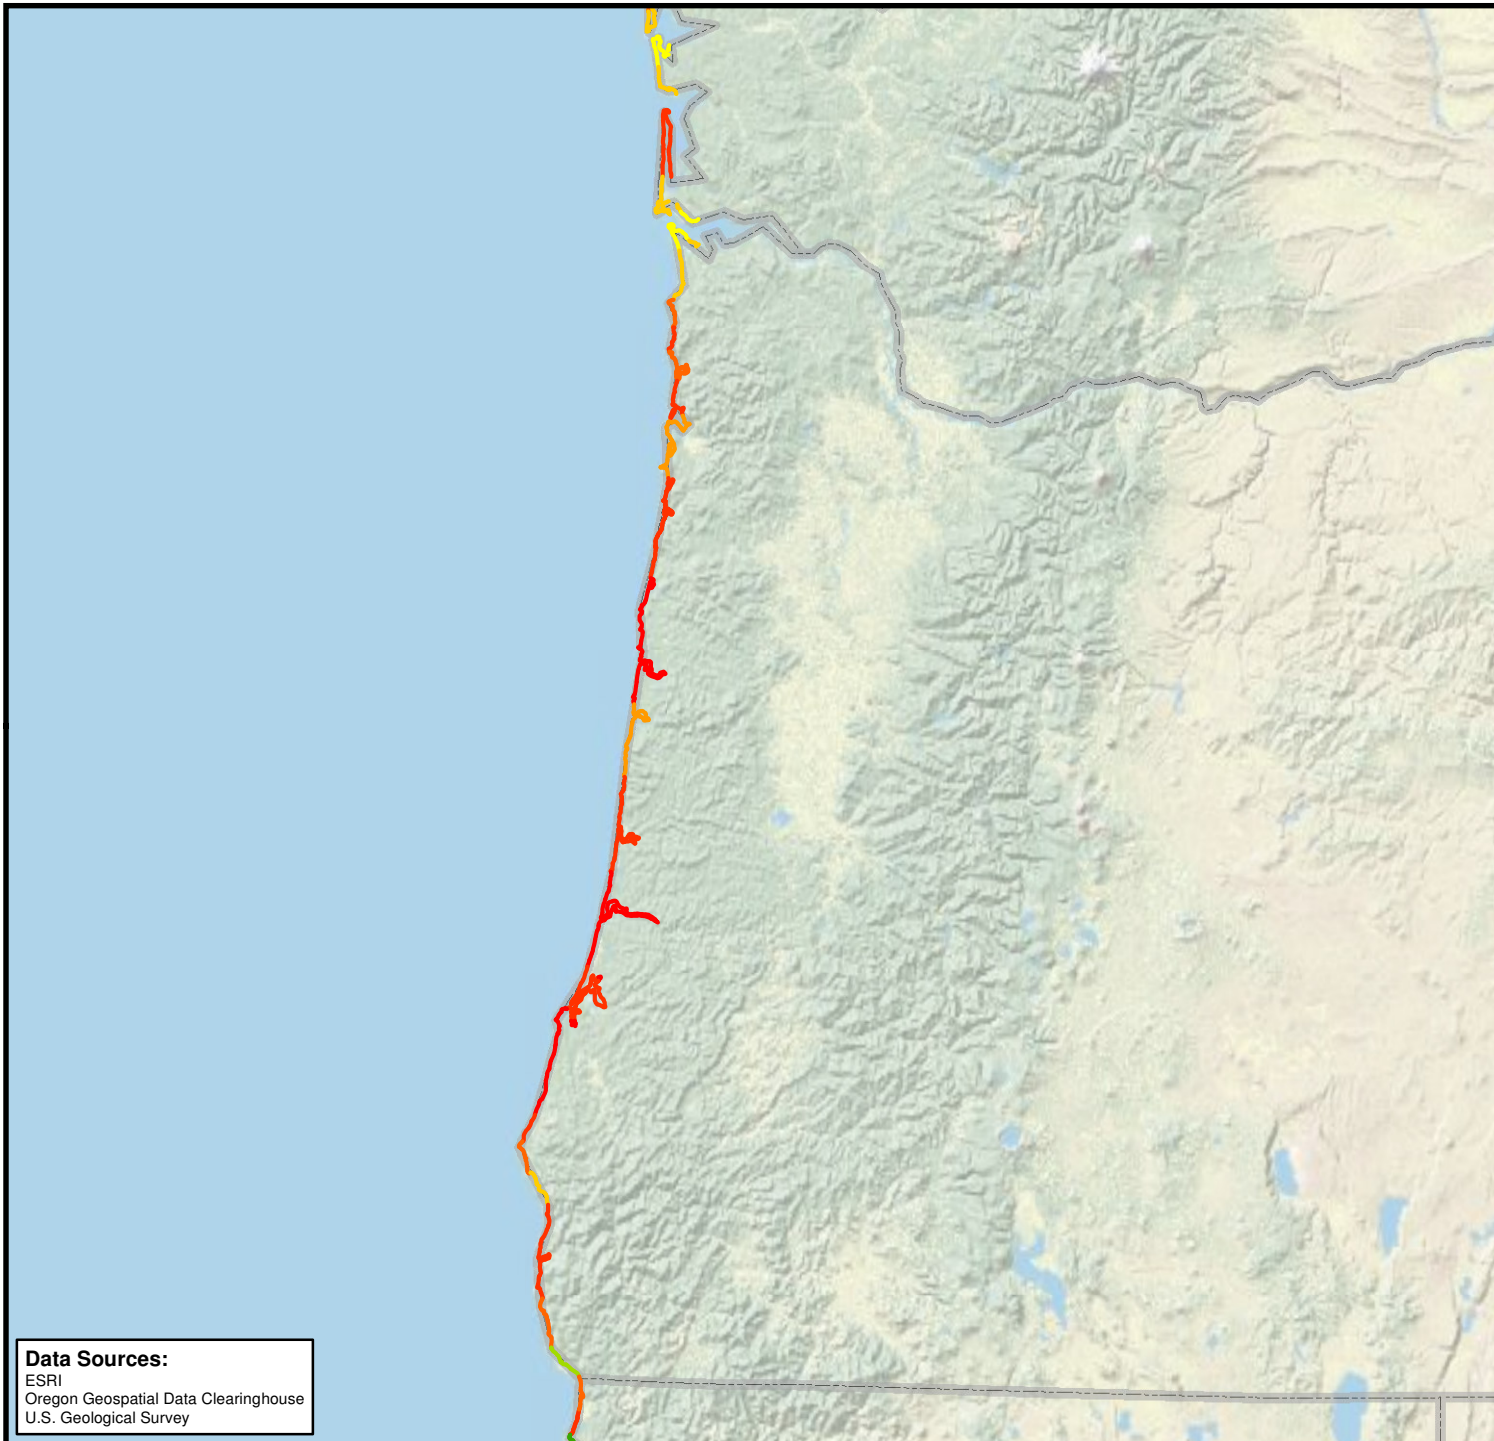 Data Sources:
ESRI
Oregon Geospatial Data Clearinghouse
U.S. Geological Survey